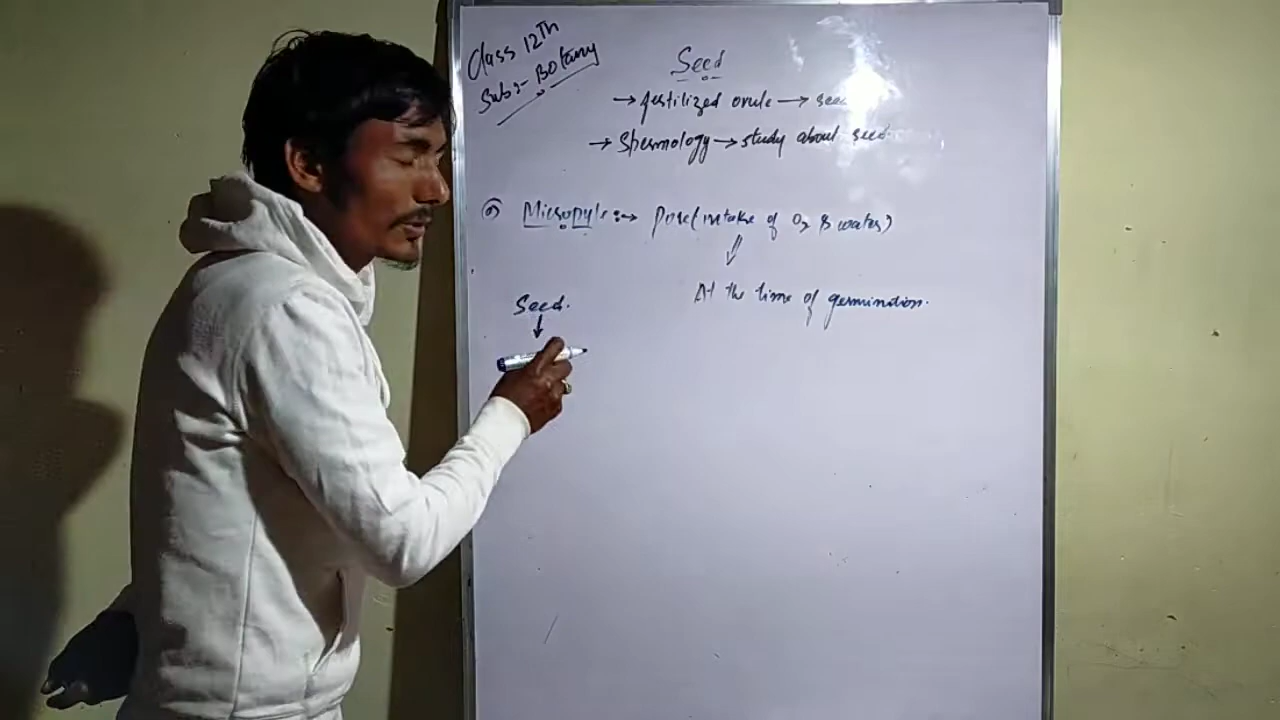 Class 12th
Sub:- Botany
Seed
→ fertilized ovule → seed
→ Spermology → study about seed.
Micropyle :→ Pore (intake of O2 & water)
At the time of germination.
Seed.